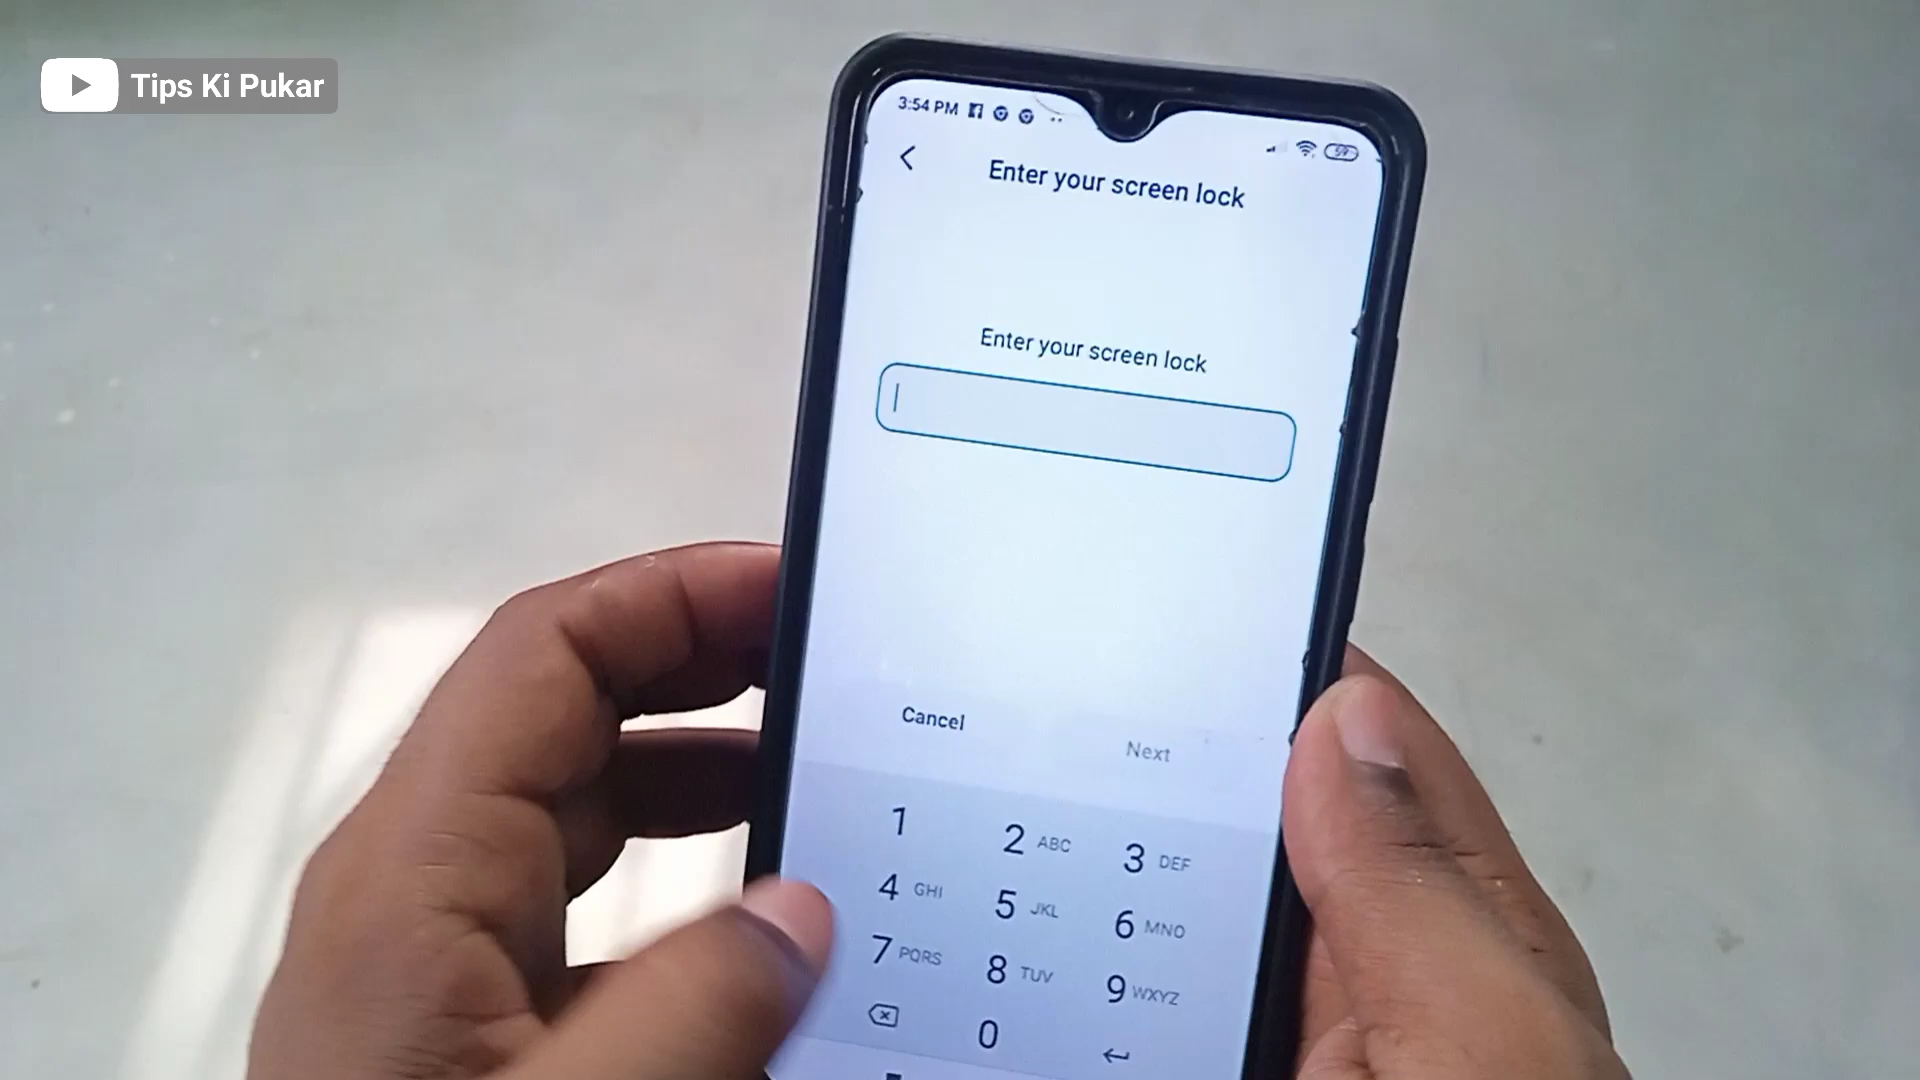 Tips Ki Pukar
3:54 PM
59
Enter your screen lock
Enter your screen lock
Cancel
Next
1
2 ABC
3 DEF
4 GHI
5 JKL
6 MNO
7 PQRS
8 TUV
9 WXYZ
0